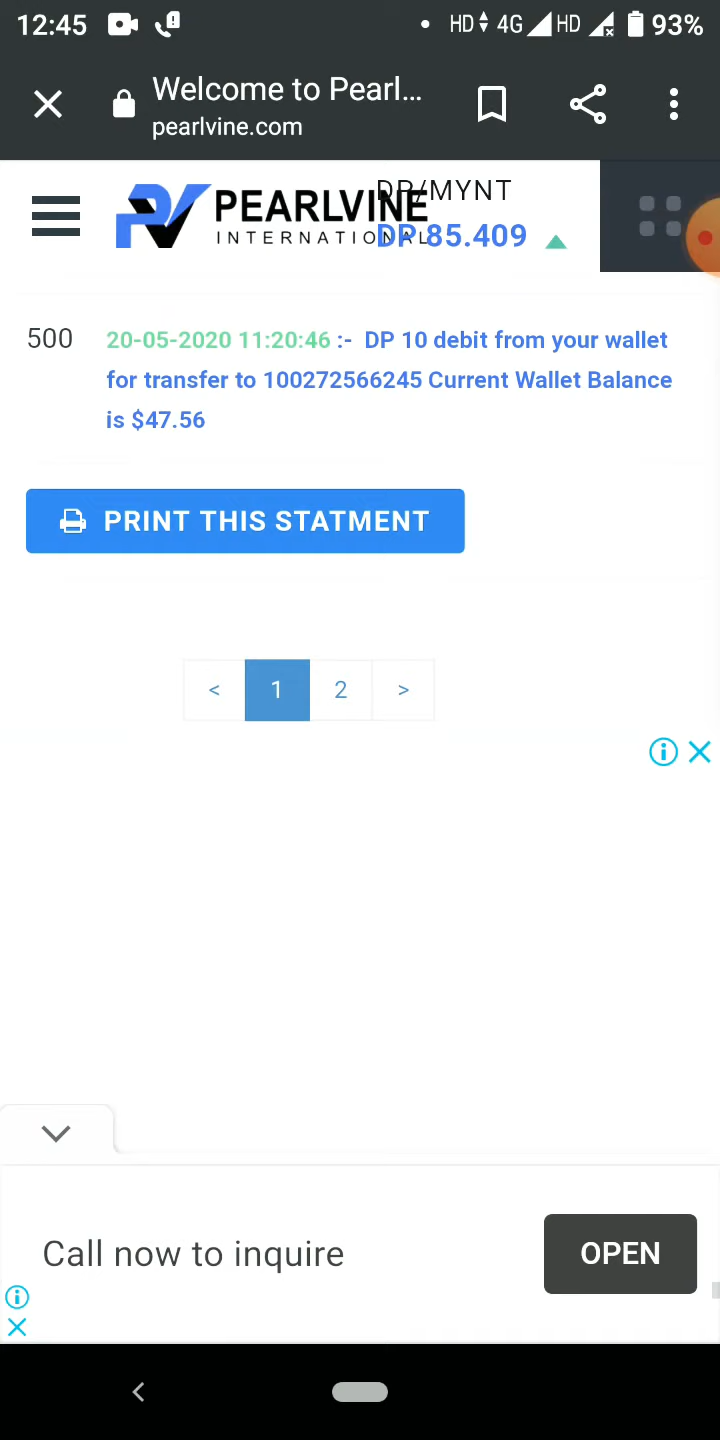 12:45 HD 4G HD 93%
Welcome to Pearl...
pearlvine.com
DP/MYNT
PEARLVINE
INTERNATIONAL
DP 85.409
500 20-05-2020 11:20:46 :- DP 10 debit from your wallet
for transfer to 100272566245 Current Wallet Balance
is $47.56
PRINT THIS STATMENT
< 1 2 >
Call now to inquire
OPEN